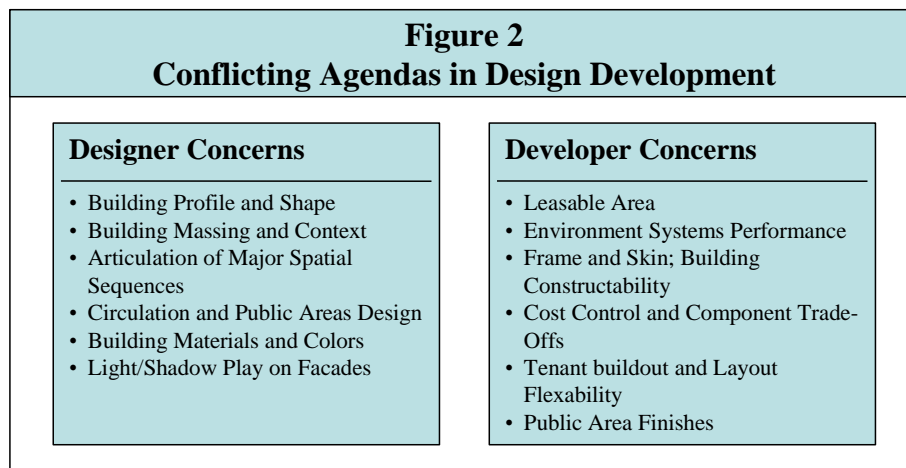 Figure 2
Conflicting Agendas in Design Development
Designer Concerns
• Building Profile and Shape
• Building Massing and Context
• Articulation of Major Spatial
Sequences
• Circulation and Public Areas Design
• Building Materials and Colors
• Light/Shadow Play on Facades
Developer Concerns
• Leasable Area
• Environment Systems Performance
• Frame and Skin; Building
Constructability
• Cost Control and Component Trade-
Offs
• Tenant buildout and Layout
Flexability
• Public Area Finishes